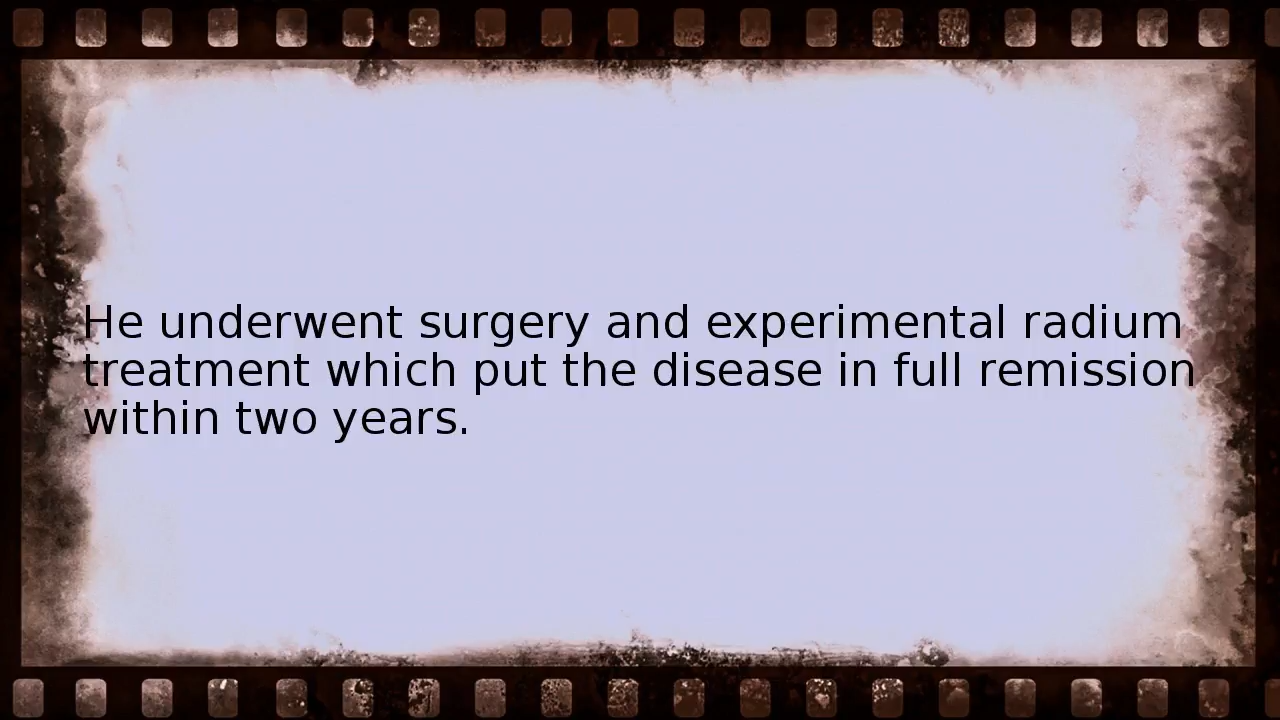 He underwent surgery and experimental radium
treatment which put the disease in full remission
within two years.